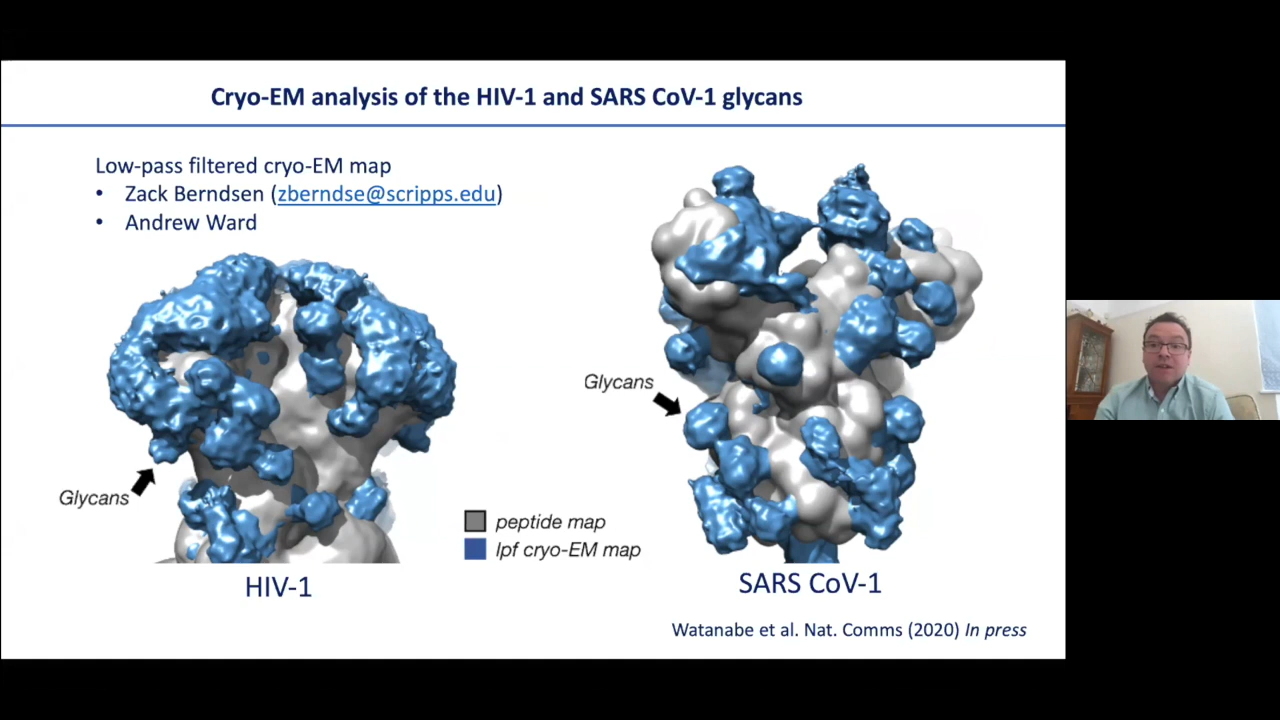 Cryo-EM analysis of the HIV-1 and SARS CoV-1 glycans
Low-pass filtered cryo-EM map
• Zack Berndsen (zberndse@scripps.edu)
• Andrew Ward
Glycans
Glycans
peptide map
lpf cryo-EM map
HIV-1
SARS CoV-1
Watanabe et al. Nat. Comms (2020) In press